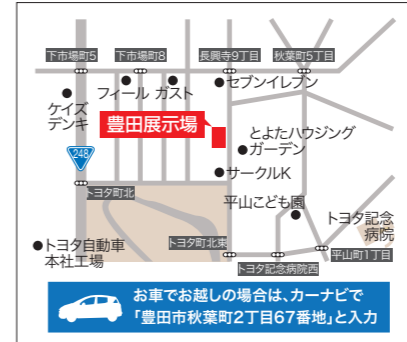 下市場町5
下市場町8
長興寺9丁目
秋葉町5丁目
フィール
ガスト
セブンイレブン
ケイズ
デンキ
豊田展示場
とよたハウジング
ガーデン
248
サークルK
トヨタ町北
平山こども園
トヨタ記念
病院
トヨタ町北東
平山町1丁目
トヨタ自動車
本社工場
トヨタ記念病院西
お車でお越しの場合は、カーナビで
「豊田市秋葉町2丁目67番地」と入力